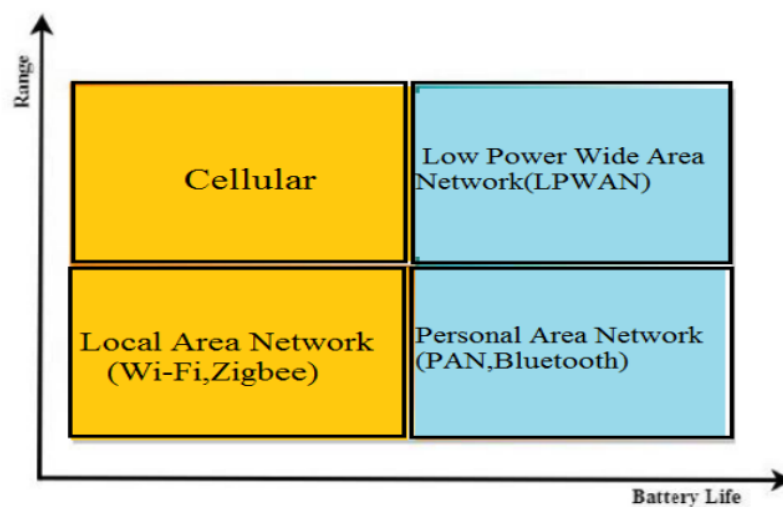 Range
Cellular
Low Power Wide Area
Network(LPWAN)
Local Area Network
(Wi-Fi,Zigbee)
Personal Area Network
(PAN,Bluetooth)
Battery Life